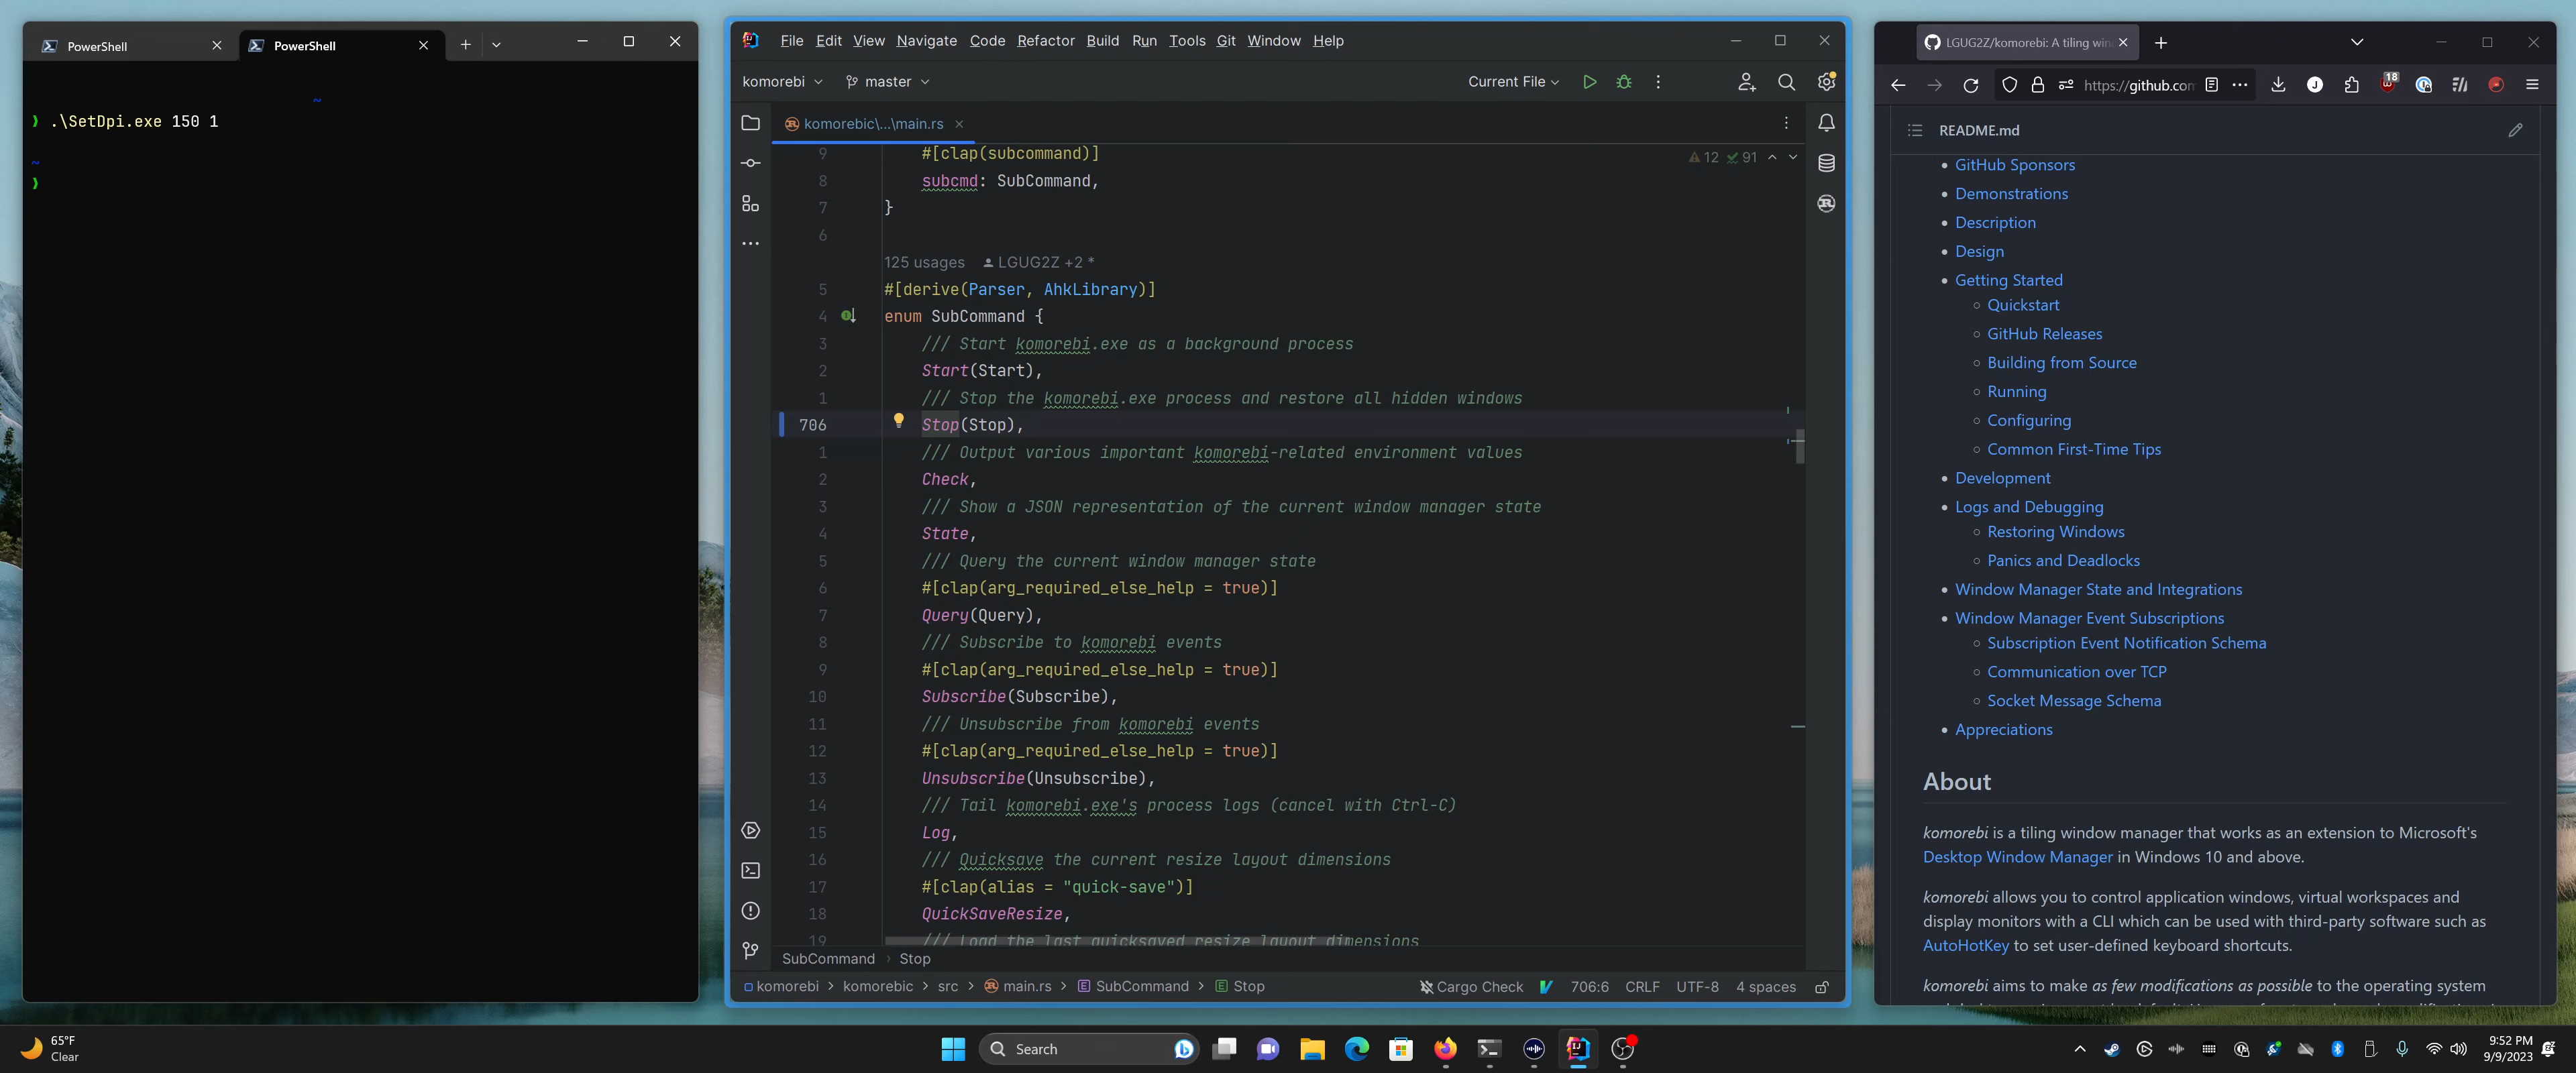 PowerShell
PowerShell
~
❯ .\SetDpi.exe 150 1
~
❯
File Edit View Navigate Code Refactor Build Run Tools Git Window Help
komorebi master Current File
komorebic\...\main.rs
12 91
9 #[clap(subcommand)]
8 subcmd: SubCommand,
7 }
6
125 usages LGUG2Z +2 *
5 #[derive(Parser, AhkLibrary)]
4 enum SubCommand {
3 /// Start komorebi.exe as a background process
2 Start(Start),
1 /// Stop the komorebi.exe process and restore all hidden windows
706 Stop(Stop),
1 /// Output various important komorebi-related environment values
2 Check,
3 /// Show a JSON representation of the current window manager state
4 State,
5 /// Query the current window manager state
6 #[clap(arg_required_else_help = true)]
7 Query(Query),
8 /// Subscribe to komorebi events
9 #[clap(arg_required_else_help = true)]
10 Subscribe(Subscribe),
11 /// Unsubscribe from komorebi events
12 #[clap(arg_required_else_help = true)]
13 Unsubscribe(Unsubscribe),
14 /// Tail komorebi.exe's process logs (cancel with Ctrl-C)
15 Log,
16 /// Quicksave the current resize layout dimensions
17 #[clap(alias = "quick-save")]
18 QuickSaveResize,
19 /// Load the last quicksaved resize layout dimensions
SubCommand › Stop
komorebi › komorebic › src › main.rs › SubCommand › Stop
Cargo Check 706:6 CRLF UTF-8 4 spaces
LGUG2Z/komorebi: A tiling win
https://github.com
18
README.md
GitHub Sponsors
Demonstrations
Description
Design
Getting Started
Quickstart
GitHub Releases
Building from Source
Running
Configuring
Common First-Time Tips
Development
Logs and Debugging
Restoring Windows
Panics and Deadlocks
Window Manager State and Integrations
Window Manager Event Subscriptions
Subscription Event Notification Schema
Communication over TCP
Socket Message Schema
Appreciations
About
komorebi is a tiling window manager that works as an extension to Microsoft's
Desktop Window Manager in Windows 10 and above.
komorebi allows you to control application windows, virtual workspaces and
display monitors with a CLI which can be used with third-party software such as
AutoHotKey to set user-defined keyboard shortcuts.
komorebi aims to make as few modifications as possible to the operating system
65°F
Clear
Search
9:52 PM
9/9/2023